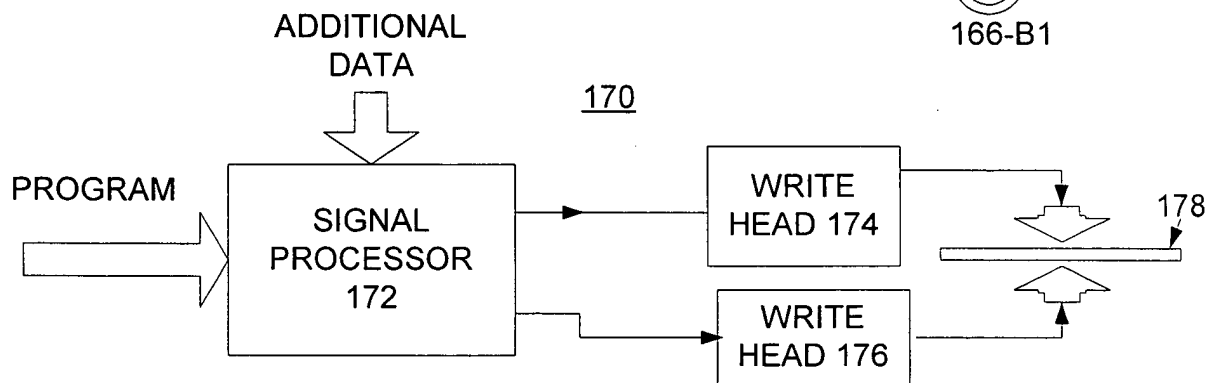 166-B1
ADDITIONAL
DATA
170
PROGRAM
SIGNAL
PROCESSOR
172
WRITE
HEAD 174
178
WRITE
HEAD 176